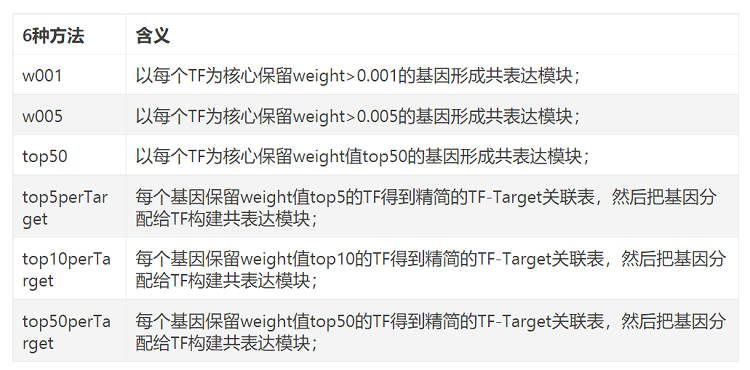 6种方法 含义
w001 以每个TF为核心保留weight>0.001的基因形成共表达模块；
w005 以每个TF为核心保留weight>0.005的基因形成共表达模块；
top50 以每个TF为核心保留weight值top50的基因形成共表达模块；
top5perTar 每个基因保留weight值top5的TF得到精简的TF-Target关联表，然后把基因分
get 配给TF构建共表达模块；
top10perTa 每个基因保留weight值top10的TF得到精简的TF-Target关联表，然后把基因分
rget 配给TF构建共表达模块；
top50perTa 每个基因保留weight值top50的TF得到精简的TF-Target关联表，然后把基因分
rget 配给TF构建共表达模块；